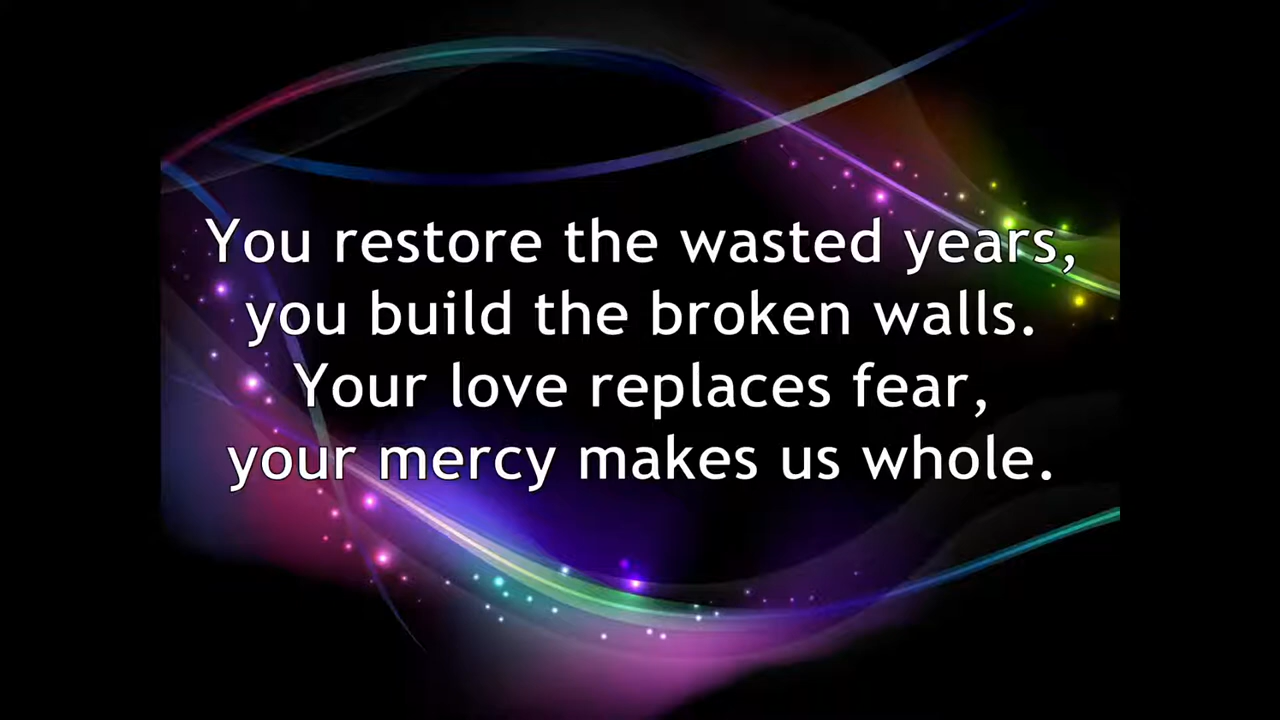 You restore the wasted years,
you build the broken walls.
Your love replaces fear,
your mercy makes us whole.